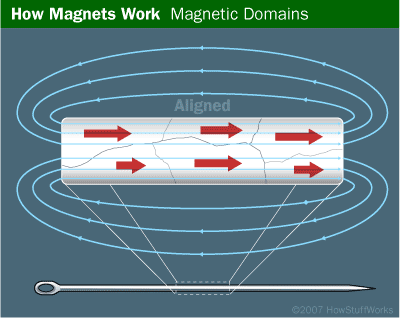 How Magnets Work Magnetic Domains
Aligned
©2007 HowStuffWorks